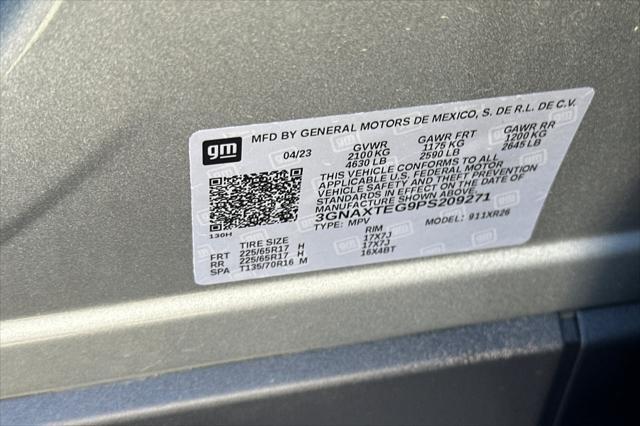 gm
MFD BY GENERAL MOTORS DE MEXICO, S. DE R.L. DE C.V.
04/23 GVWR GAWR FRT GAWR RR
2100 KG 1175 KG 1200 KG
4630 LB 2590 LB 2645 LB
THIS VEHICLE CONFORMS TO ALL
APPLICABLE U.S. FEDERAL MOTOR
VEHICLE SAFETY AND THEFT PREVENTION
STANDARDS IN EFFECT ON THE DATE OF
MANUFACTURE SHOWN ABOVE.
3GNAXTEG9PS209271
TYPE: MPV MODEL: 911XR26
130H
TIRE SIZE RIM
FRT 225/65R17 H 17X7J
RR 225/65R17 H 17X7J
SPA T135/70R16 M 16X4BT